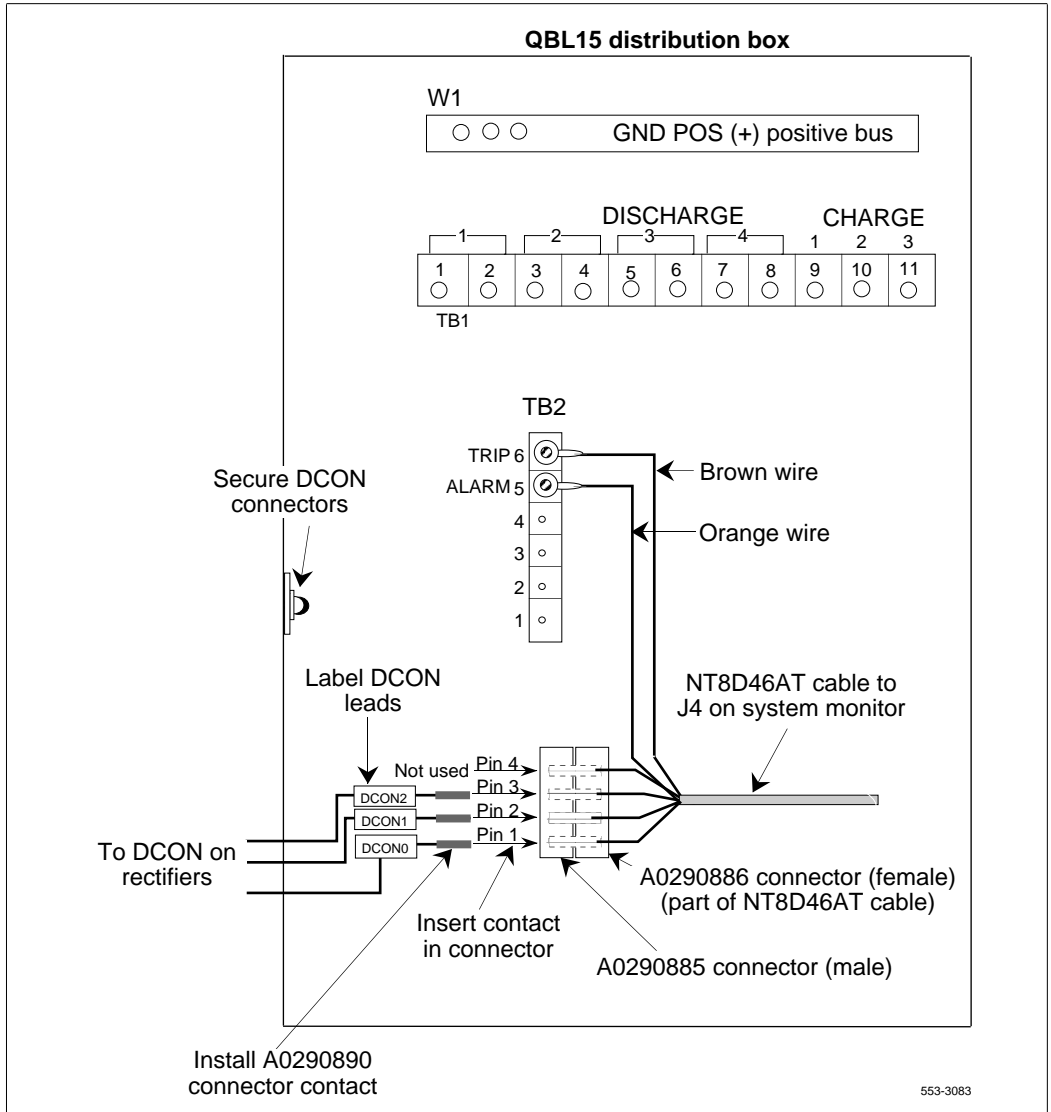 QBL15 distribution box
W1
GND POS (+) positive bus
DISCHARGE
CHARGE
1 2 3 4 1 2 3
1 2 3 4 5 6 7 8 9 10 11
TB1
TB2
TRIP 6
ALARM 5
4
3
2
1
Brown wire
Orange wire
Secure DCON
connectors
Label DCON
leads
NT8D46AT cable to
J4 on system monitor
Not used
Pin 4
DCON2
Pin 3
DCON1
Pin 2
DCON0
Pin 1
To DCON on
rectifiers
Insert contact
in connector
A0290886 connector (female)
(part of NT8D46AT cable)
A0290885 connector (male)
Install A0290890
connector contact
553-3083